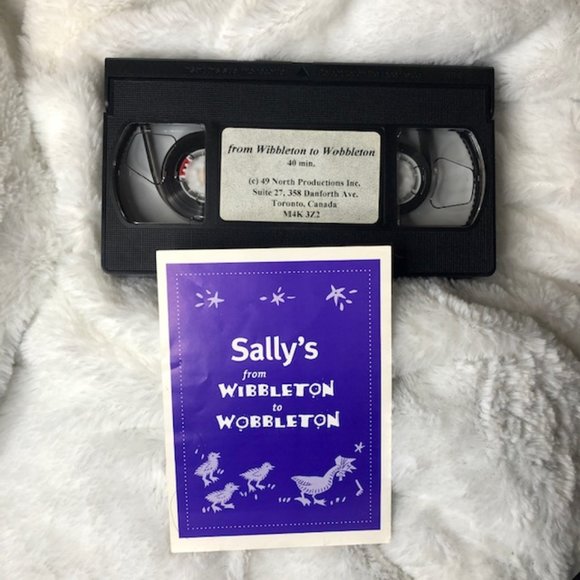 from Wibbleton to Wobbleton
40 min.
(c) 49 North Productions Inc.
Suite 27, 358 Danforth Ave.
Toronto, Canada
M4K 3Z2
Sally's
from
WIBBLETON
to
WOBBLETON